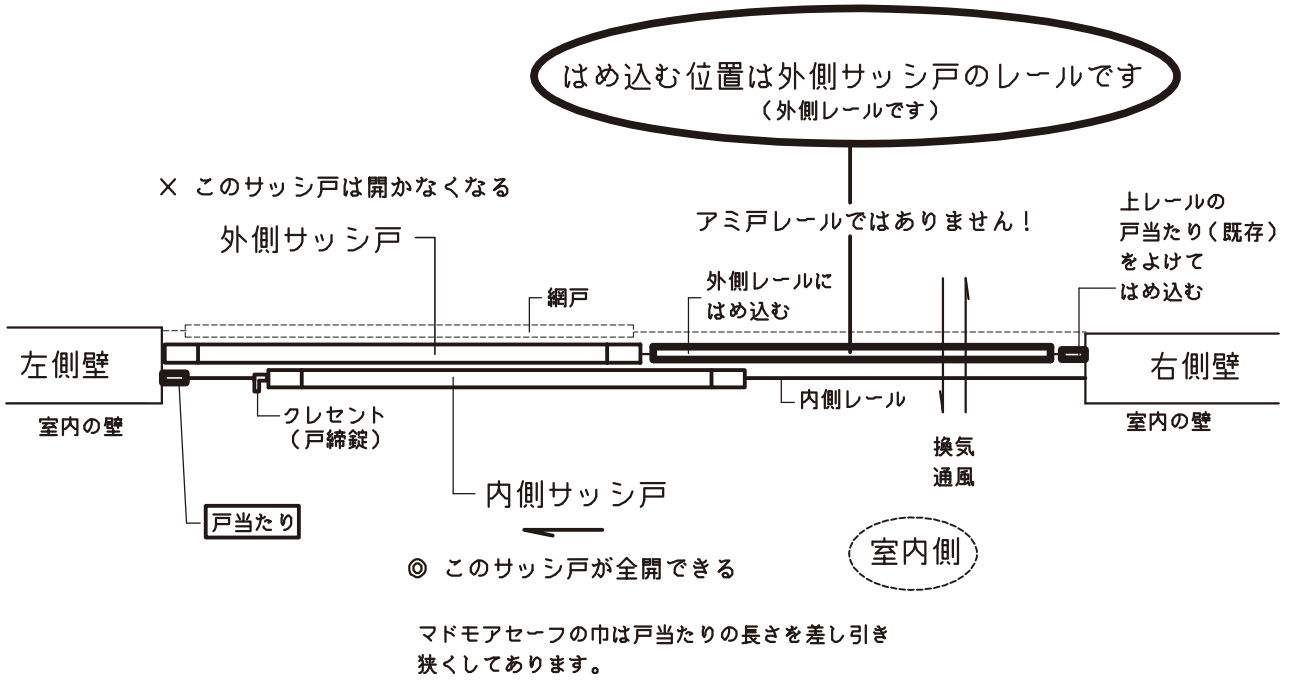 はめ込む位置は外側サッシ戸のレールです
（外側レールです）
× このサッシ戸は開かなくなる
外側サッシ戸
アミ戸レールではありません！
上レールの
戸当たり（既存）
をよけて
はめ込む
網戸
外側レールに
はめ込む
左側壁
右側壁
室内の壁
クレセント
（戸締錠）
内側レール
室内の壁
換気
通風
内側サッシ戸
戸当たり
室内側
◎ このサッシ戸が全開できる
マドモアセーフの巾は戸当たりの長さを差し引き
狭くしてあります。